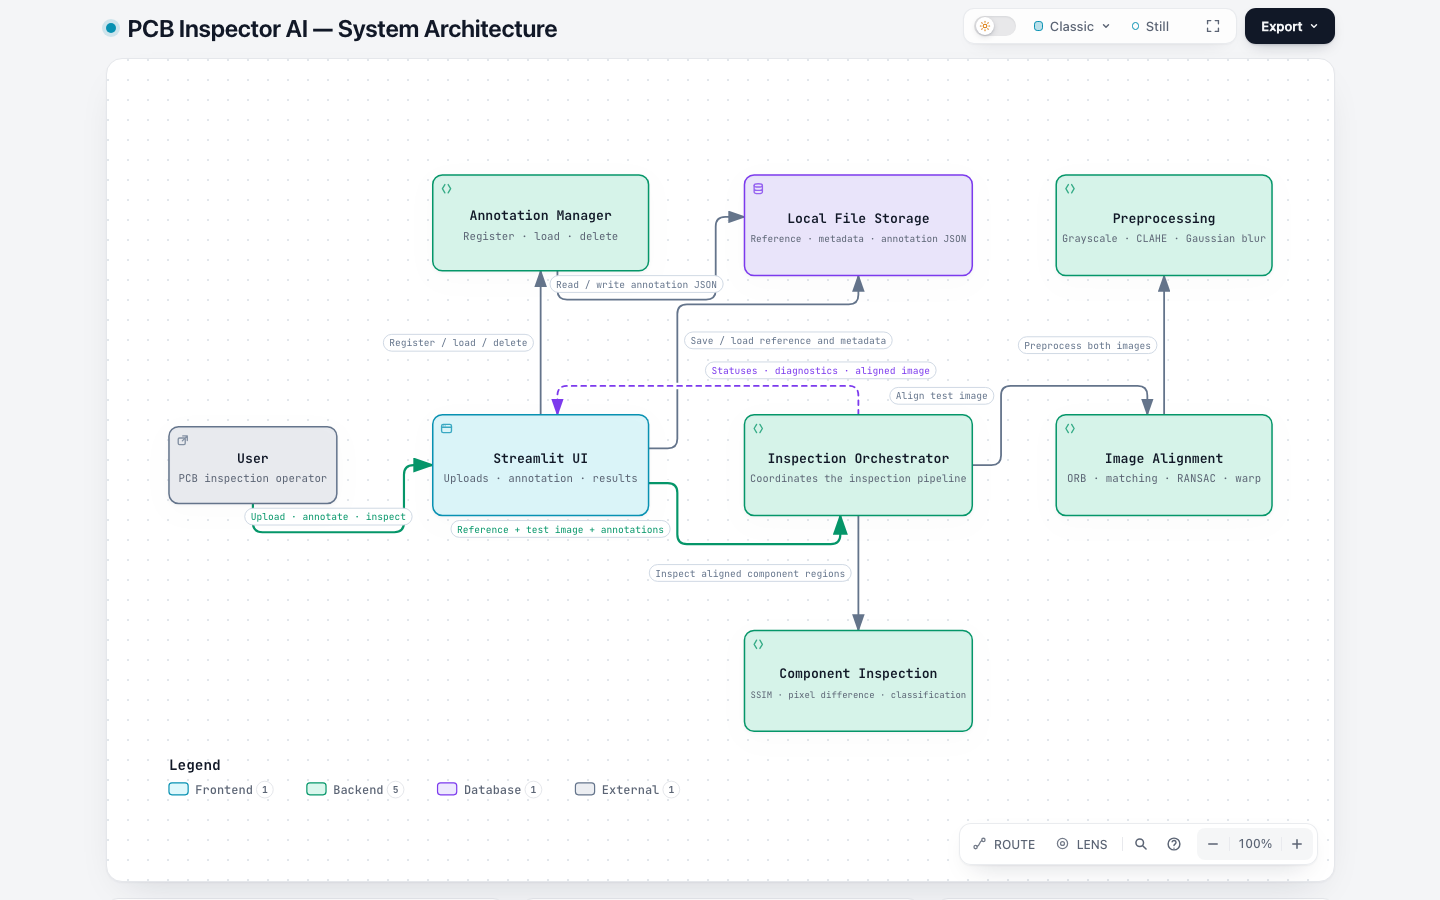 PCB Inspector AI — System Architecture
Classic
Still
Export
Annotation Manager
Register · load · delete
Local File Storage
Reference · metadata · annotation JSON
Preprocessing
Grayscale · CLAHE · Gaussian blur
Read / write annotation JSON
Register / load / delete
Save / load reference and metadata
Preprocess both images
Statuses · diagnostics · aligned image
Align test image
User
PCB inspection operator
Streamlit UI
Uploads · annotation · results
Inspection Orchestrator
Coordinates the inspection pipeline
Image Alignment
ORB · matching · RANSAC · warp
Upload · annotate · inspect
Reference + test image + annotations
Inspect aligned component regions
Component Inspection
SSIM · pixel difference · classification
Legend
Frontend 1
Backend 5
Database 1
External 1
ROUTE
LENS
100%